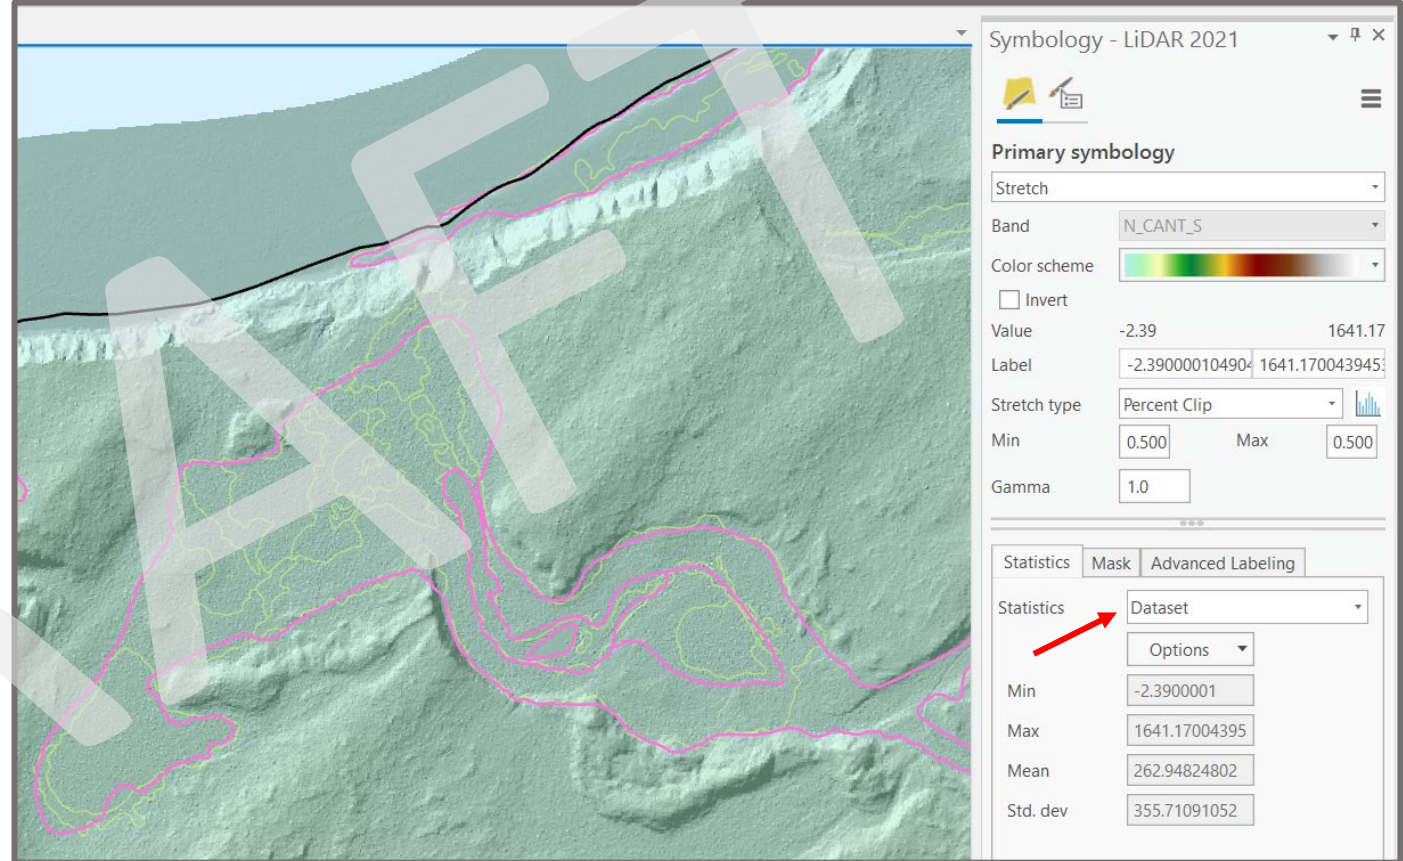 Symbology - LiDAR 2021
Primary symbology
Stretch
Band N_CANT_S
Color scheme
Invert
Value -2.39 1641.17
Label -2.390000104904 1641.1700439453
Stretch type Percent Clip
Min 0.500 Max 0.500
Gamma 1.0
Statistics Mask Advanced Labeling
Statistics Dataset
Options
Min -2.3900001
Max 1641.17004395
Mean 262.94824802
Std. dev 355.71091052
AFT